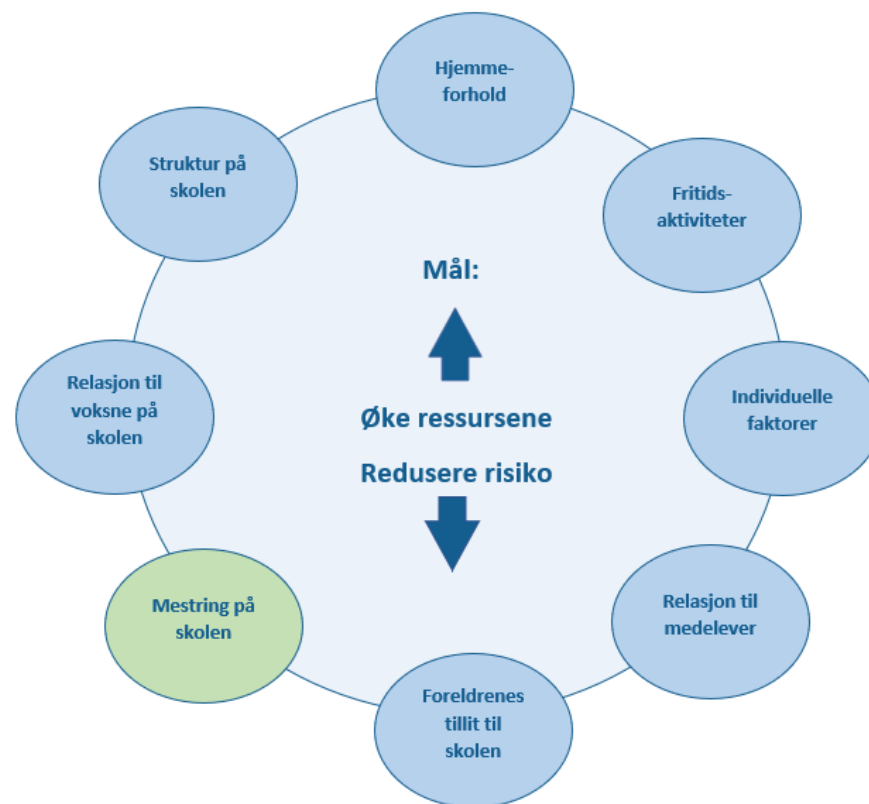 Hjemme-
forhold
Fritids-
aktiviteter
Individuelle
faktorer
Relasjon til
medelever
Foreldrenes
tillit til
skolen
Mestring på
skolen
Relasjon til
voksne på
skolen
Struktur på
skolen
Mål:
Øke ressursene
Redusere risiko